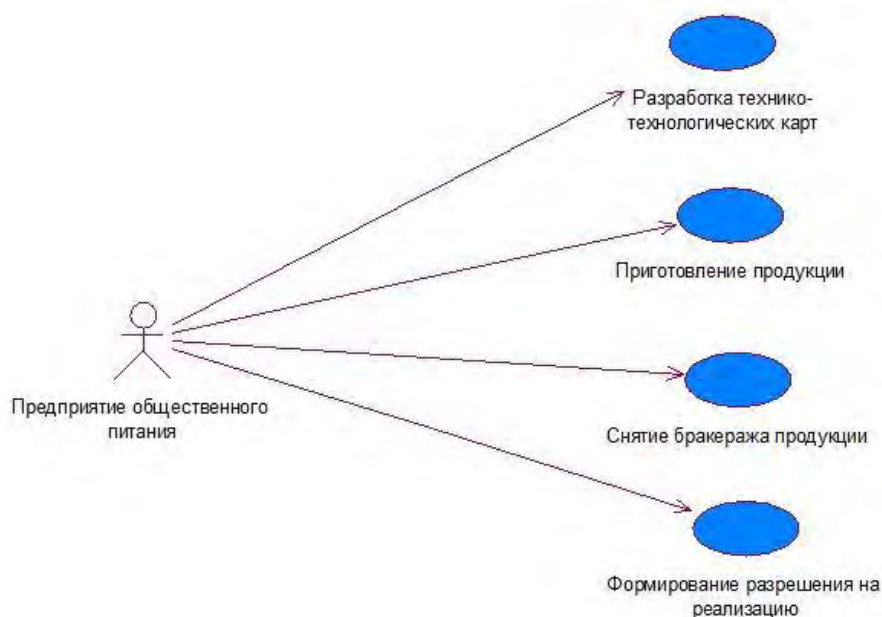 Разработка технико-
технологических карт
Приготовление продукции
Предприятие общественного
питания
Снятие бракеража продукции
Формирование разрешения на
реализацию